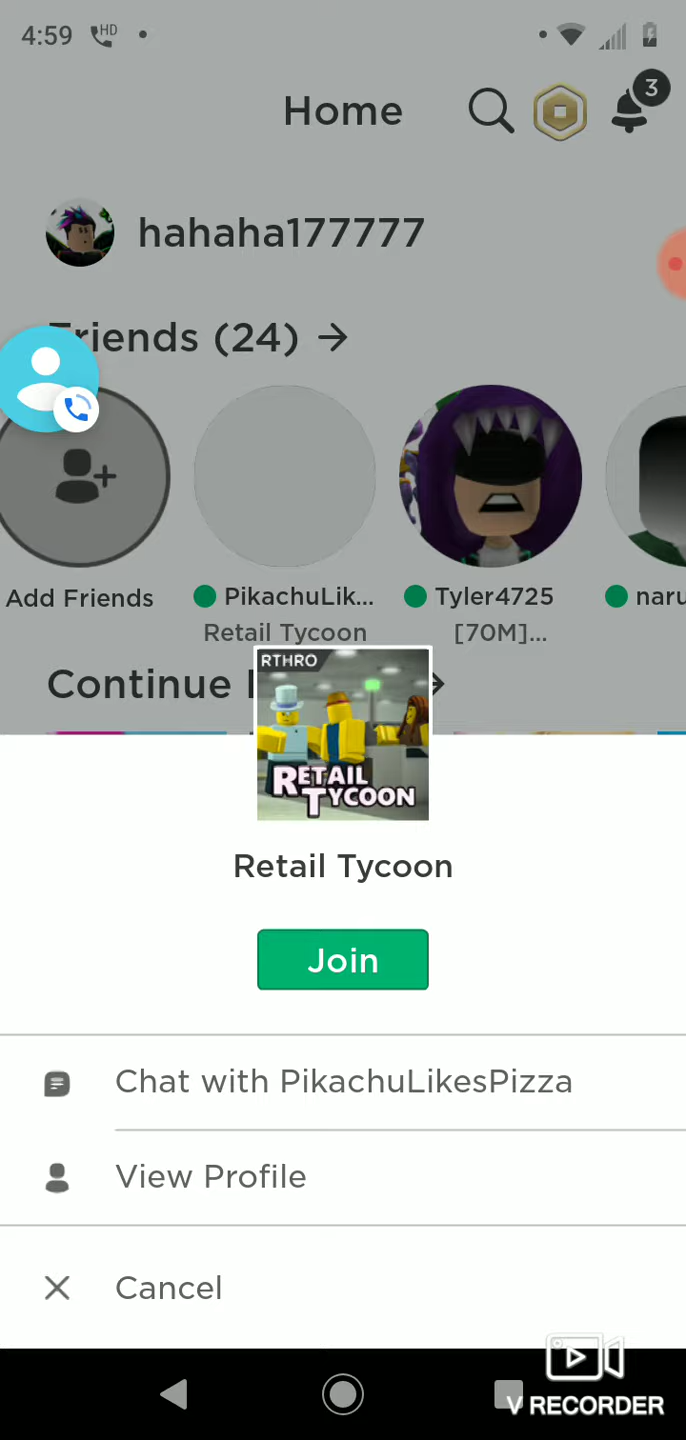 4:59 HD
Home
3
hahaha177777
Friends (24) →
Add Friends
PikachuLik...
Retail Tycoon
Tyler4725
[70M]...
naru
Continue
RTHRO
RETAIL
TYCOON
Retail Tycoon
Join
Chat with PikachuLikesPizza
View Profile
Cancel
V RECORDER